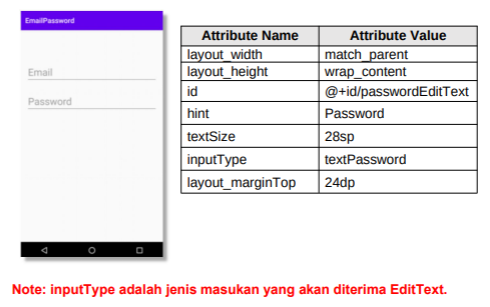 EmailPassword
Email
Password
Attribute Name Attribute Value
layout_width match_parent
layout_height wrap_content
id @+id/passwordEditText
hint Password
textSize 28sp
inputType textPassword
layout_marginTop 24dp
Note: inputType adalah jenis masukan yang akan diterima EditText.